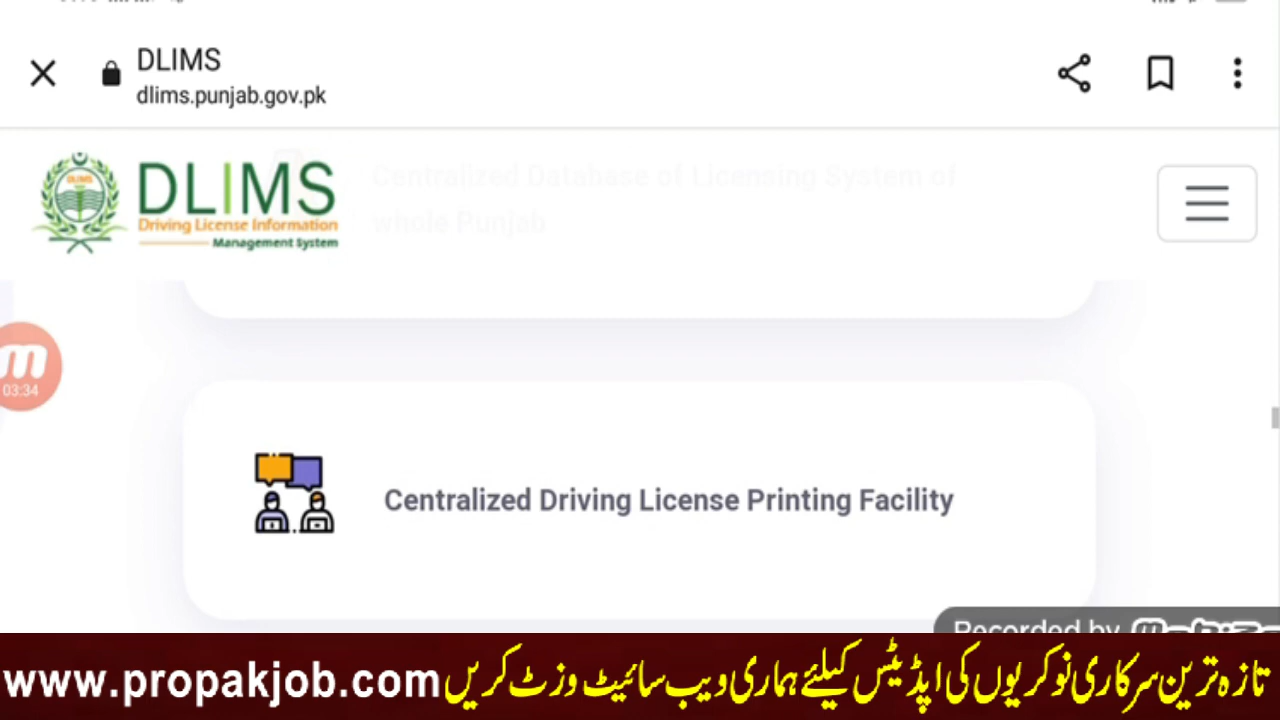 DLIMS
dlims.punjab.gov.pk
DLIMS
Driving License Information
Management System
Centralized Database of Licensing System of
whole Punjab
03:34
Centralized Driving License Printing Facility
Recorded by
www.propakjob.com تازہ ترین سرکاری نوکریوں کی اپڈیٹس کیلئے ہماری ویب سائیٹ وزٹ کریں